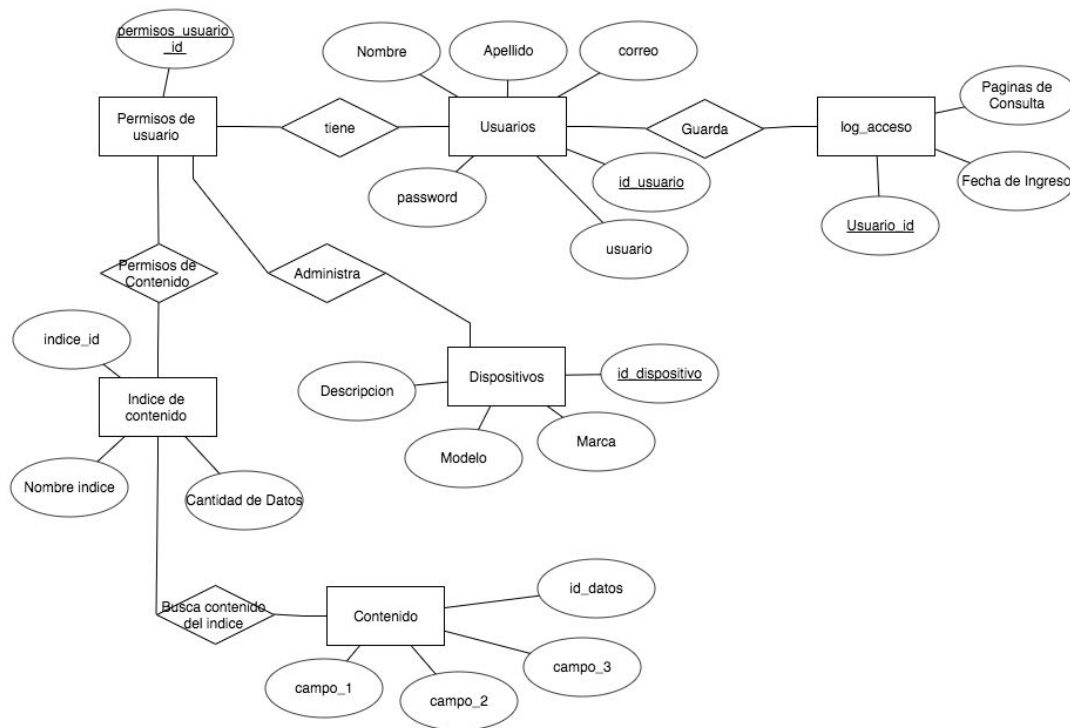 permisos_usuario
_id
Nombre
Apellido
correo
Permisos de
usuario
tiene
Usuarios
Guarda
log_acceso
Paginas de
Consulta
password
id_usuario
Fecha de Ingreso
usuario
Usuario_id
Permisos de
Contenido
Administra
indice_id
Indice de
contenido
Descripcion
Dispositivos
id_dispositivo
Modelo
Marca
Nombre indice
Cantidad de Datos
Busca contenido
del indice
Contenido
id_datos
campo_1
campo_2
campo_3